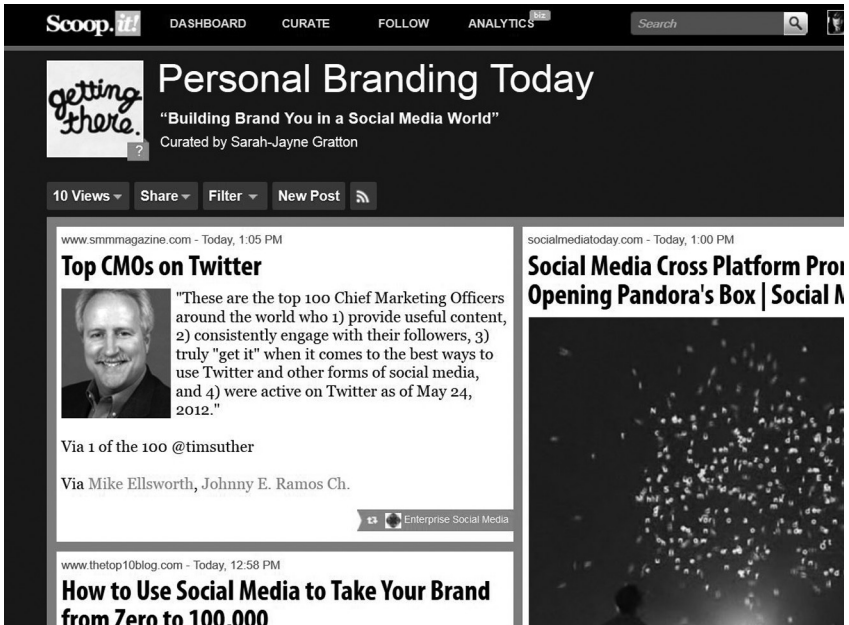 Scoop.it!
DASHBOARD CURATE FOLLOW ANALYTICS biz Search
getting
there.
?
Personal Branding Today
“Building Brand You in a Social Media World”
Curated by Sarah-Jayne Gratton
10 Views Share Filter New Post
www.smmmagazine.com - Today, 1:05 PM
Top CMOs on Twitter
"These are the top 100 Chief Marketing Officers
around the world who 1) provide useful content,
2) consistently engage with their followers, 3)
truly "get it" when it comes to the best ways to
use Twitter and other forms of social media,
and 4) were active on Twitter as of May 24,
2012."
Via 1 of the 100 @timsuther
Via Mike Ellsworth, Johnny E. Ramos Ch.
Enterprise Social Media
www.thetop10blog.com - Today, 12:58 PM
How to Use Social Media to Take Your Brand
from Zero to 100,000
socialmediatoday.com - Today, 1:00 PM
Social Media Cross Platform
Opening Pandora's Box | Social